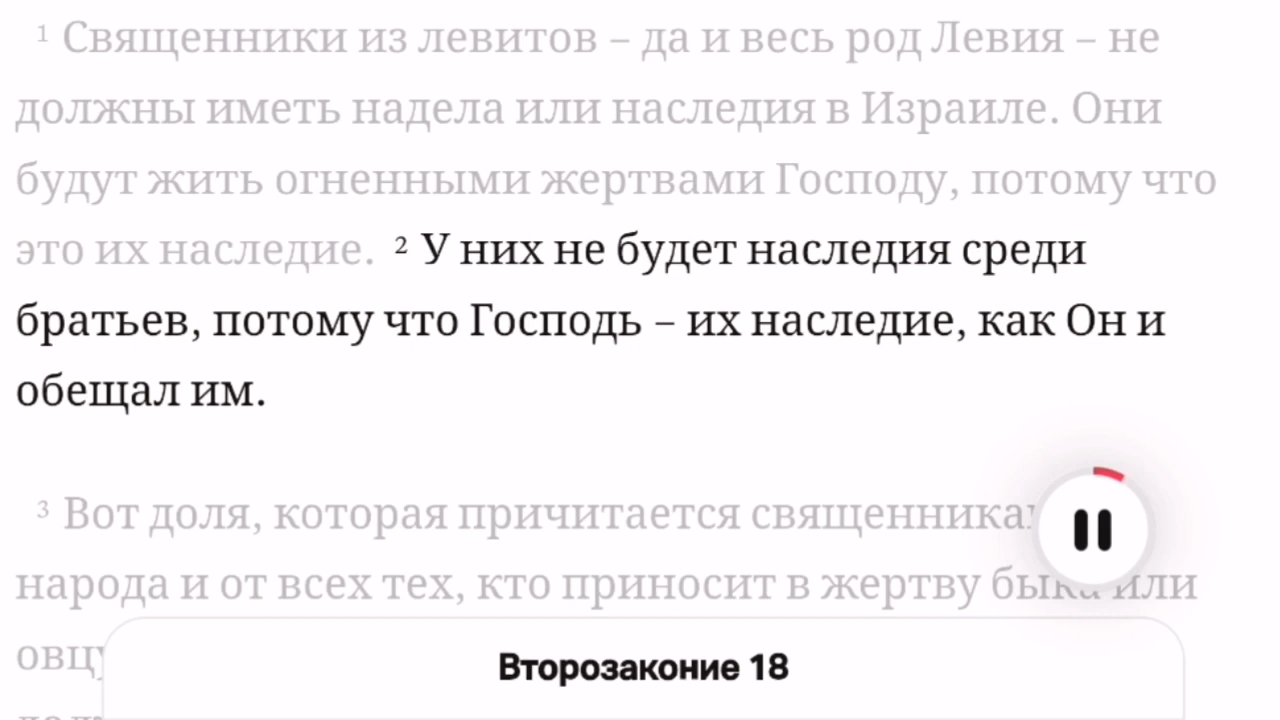 1 Священники из левитов – да и весь род Левия – не
должны иметь надела или наследия в Израиле. Они
будут жить огненными жертвами Господу, потому что
это их наследие. 2 У них не будет наследия среди
братьев, потому что Господь – их наследие, как Он и
обещал им.
3 Вот доля, которая причитается
народа и от всех тех, кто приносит в жертву быка или
Второзаконие 18